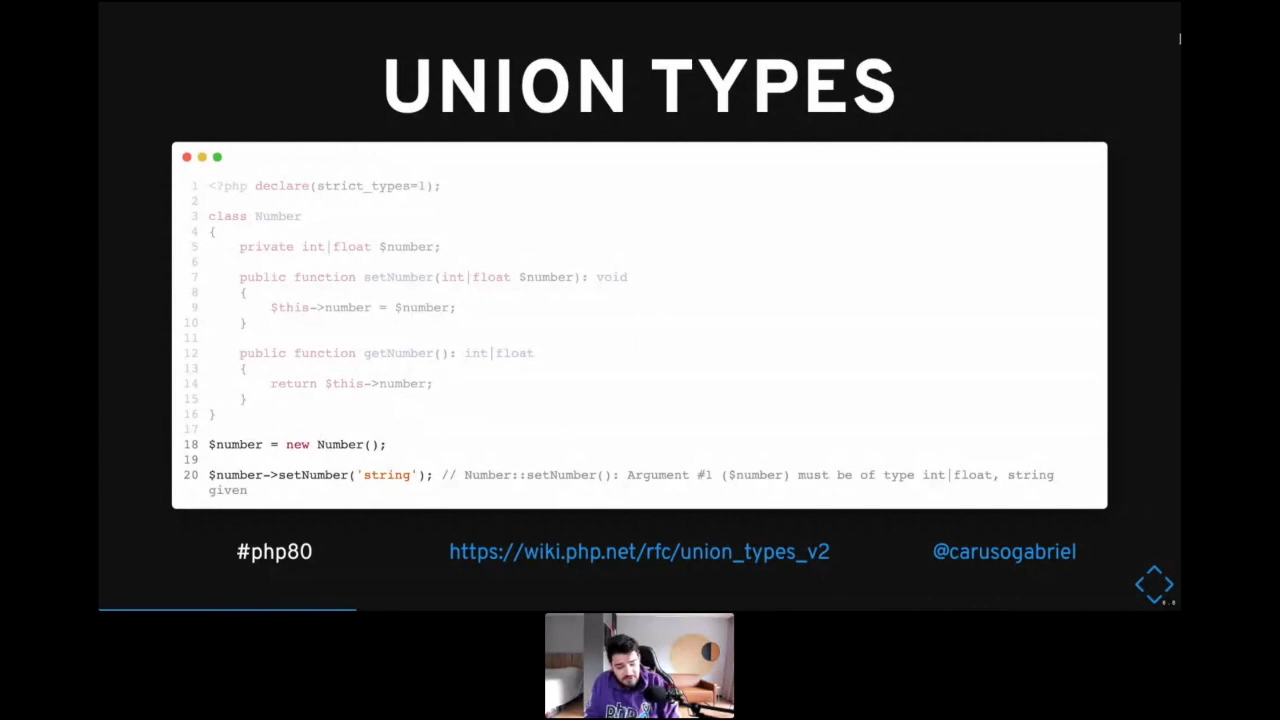 UNION TYPES
1 <?php declare(strict_types=1);
2
3 class Number
4 {
5     private int|float $number;
6
7     public function setNumber(int|float $number): void
8     {
9         $this->number = $number;
10     }
11
12     public function getNumber(): int|float
13     {
14         return $this->number;
15     }
16 }
17
18 $number = new Number();
19
20 $number->setNumber('string'); // Number::setNumber(): Argument #1 ($number) must be of type int|float, string
given
#php80 https://wiki.php.net/rfc/union_types_v2 @carusogabriel
php 8